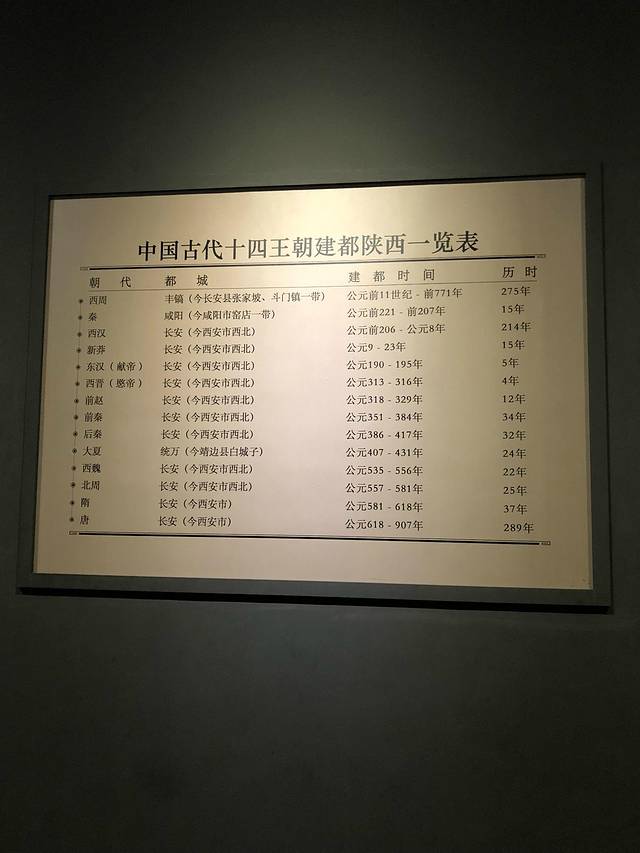 中国古代十四王朝建都陕西一览表
朝 代 都 城 建 都 时 间 历 时
西周 丰镐（今长安县张家坡、斗门镇一带） 公元前11世纪 - 前771年 275年
秦 咸阳（今咸阳市窑店一带） 公元前221 - 前207年 15年
西汉 长安（今西安市西北） 公元前206 - 公元8年 214年
新莽 长安（今西安市西北） 公元9 - 23年 15年
东汉（献帝） 长安（今西安市西北） 公元190 - 195年 5年
西晋（愍帝） 长安（今西安市西北） 公元313 - 316年 4年
前赵 长安（今西安市西北） 公元318 - 329年 12年
前秦 长安（今西安市西北） 公元351 - 384年 34年
后秦 长安（今西安市西北） 公元386 - 417年 32年
大夏 统万（今靖边县白城子） 公元407 - 431年 24年
西魏 长安（今西安市西北） 公元535 - 556年 22年
北周 长安（今西安市西北） 公元557 - 581年 25年
隋 长安（今西安市） 公元581 - 618年 37年
唐 长安（今西安市） 公元618 - 907年 289年